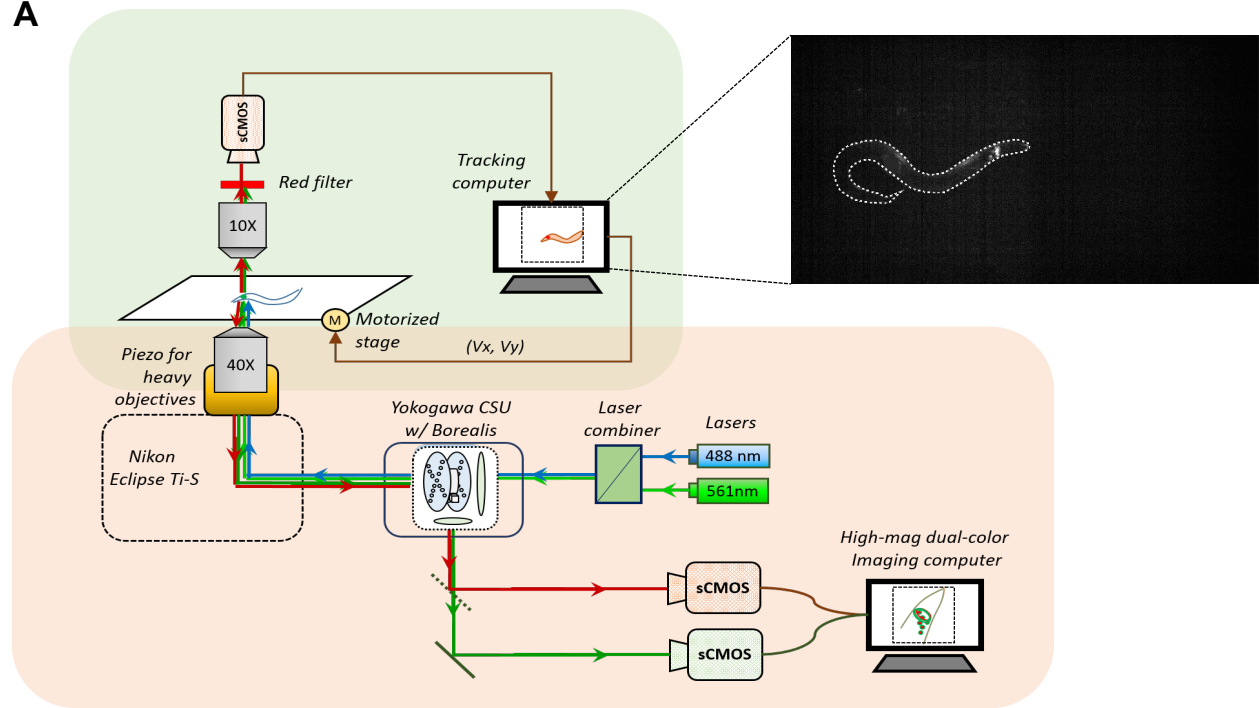 A
sCMOS
Red filter
10X
Tracking
computer
M
Motorized
stage
(Vx, Vy)
Piezo for
heavy
objectives
40X
Nikon
Eclipse Ti-S
Yokogawa CSU
w/ Borealis
Laser
combiner
Lasers
488 nm
561nm
High-mag dual-color
Imaging computer
sCMOS
sCMOS